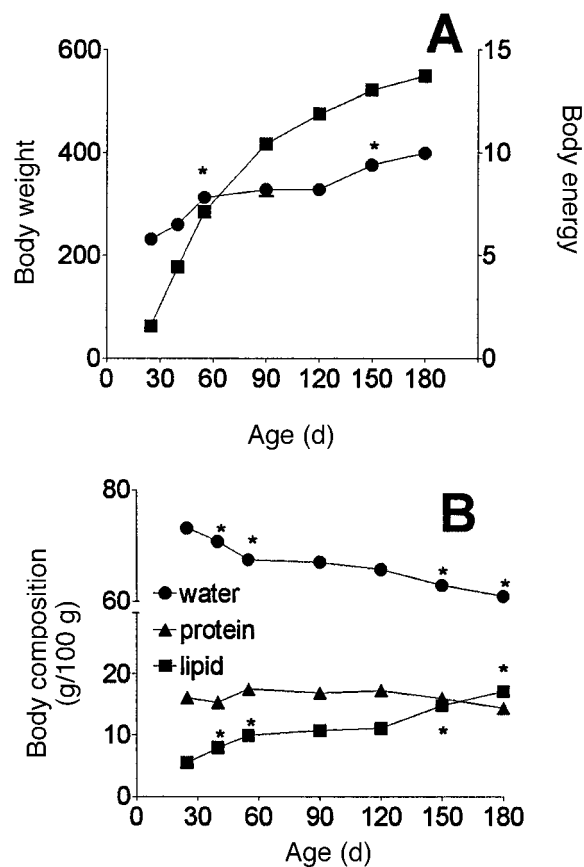 A
600
400
200
0
Body weight
15
10
5
0
Body energy
*
*
0 30 60 90 120 150 180
Age (d)
B
80
60
20
10
0
Body composition
(g/100 g)
* * * *
water
protein
lipid
* * * *
0 30 60 90 120 150 180
Age (d)